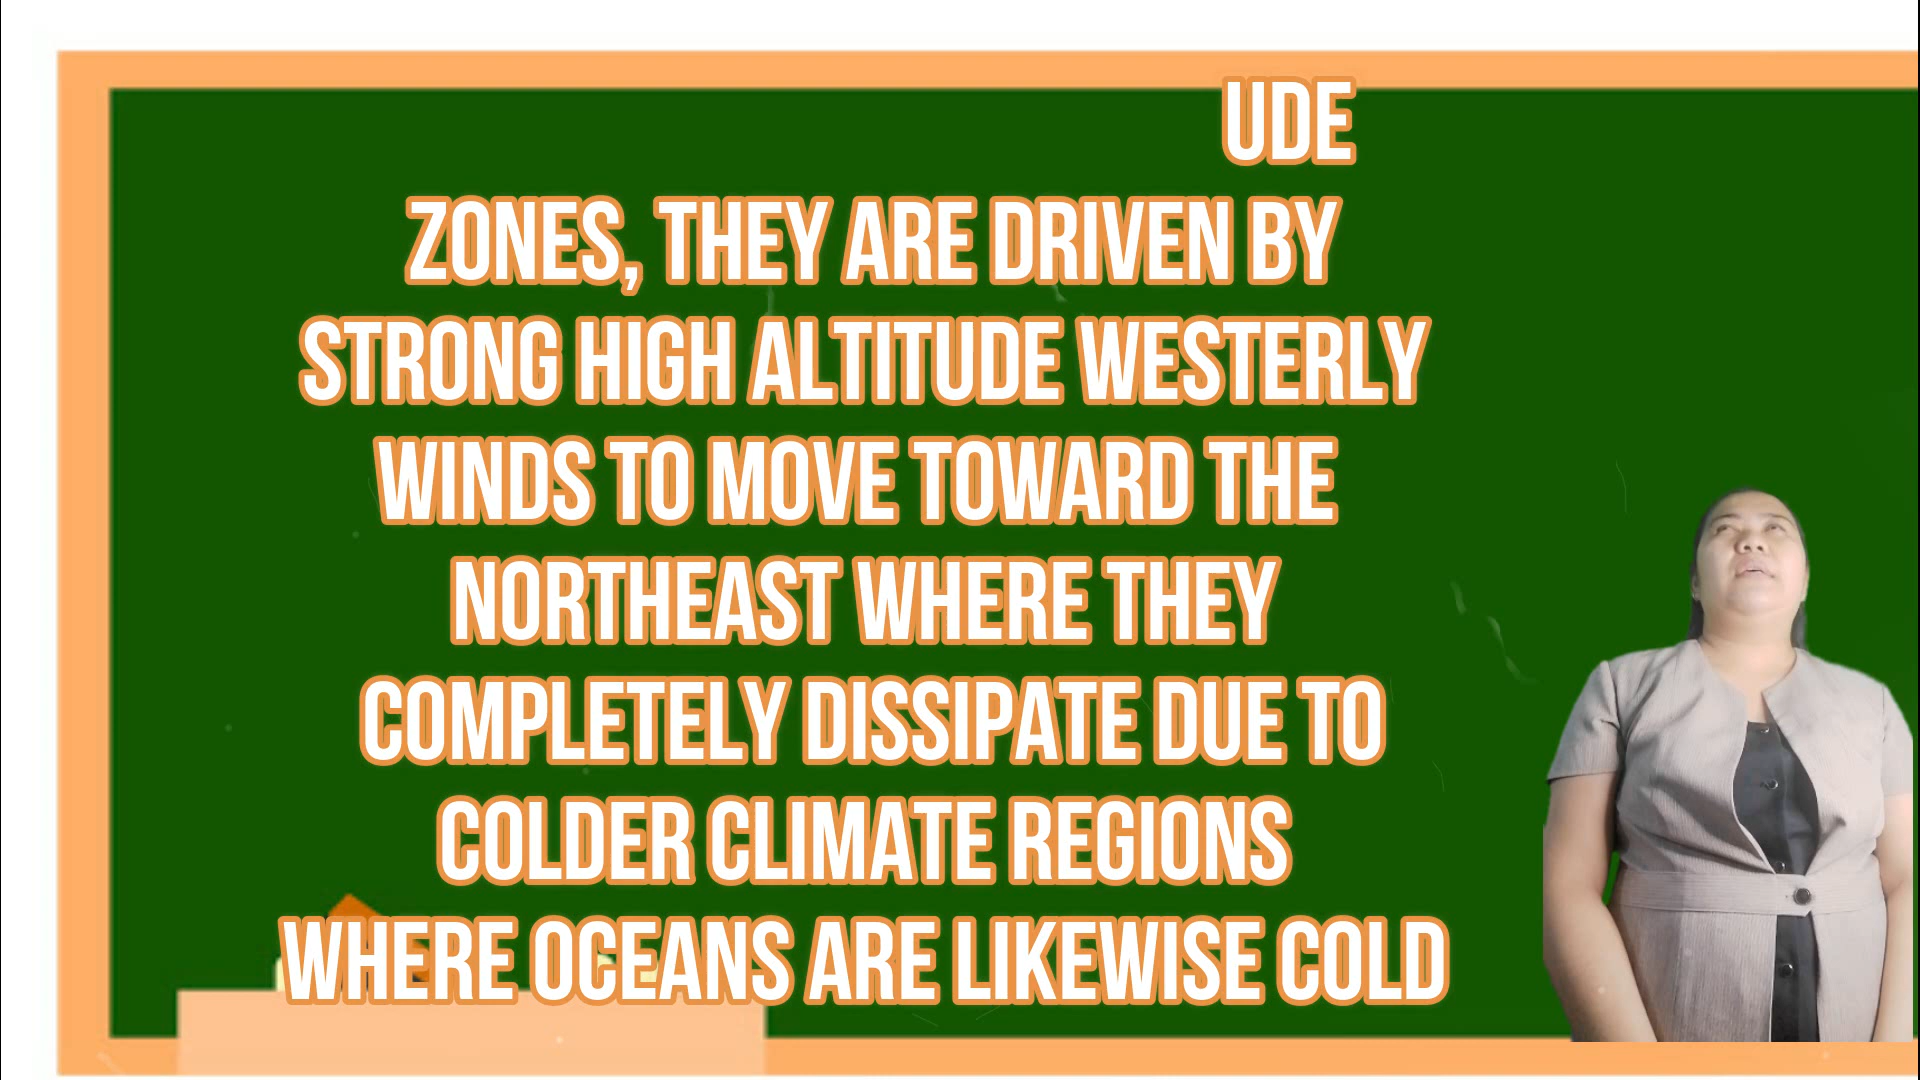 UDE
ZONES, THEY ARE DRIVEN BY
STRONG HIGH ALTITUDE WESTERLY
WINDS TO MOVE TOWARD THE
NORTHEAST WHERE THEY
COMPLETELY DISSIPATE DUE TO
COLDER CLIMATE REGIONS
WHERE OCEANS ARE LIKEWISE COLD